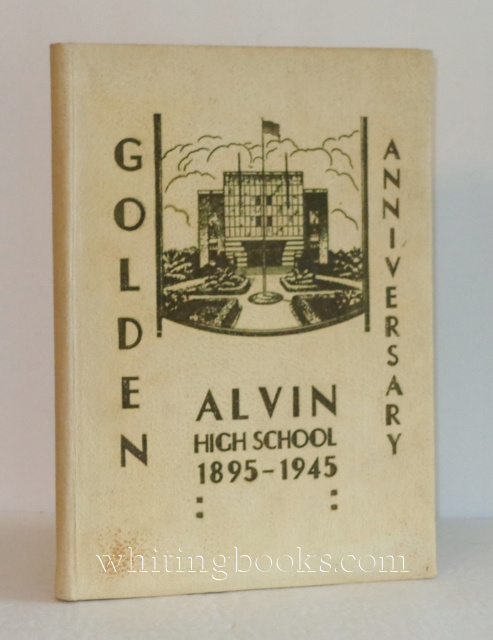 GOLDEN
ANNIVERSARY
ALVIN
HIGH SCHOOL
1895-1945
whitingbooks.com